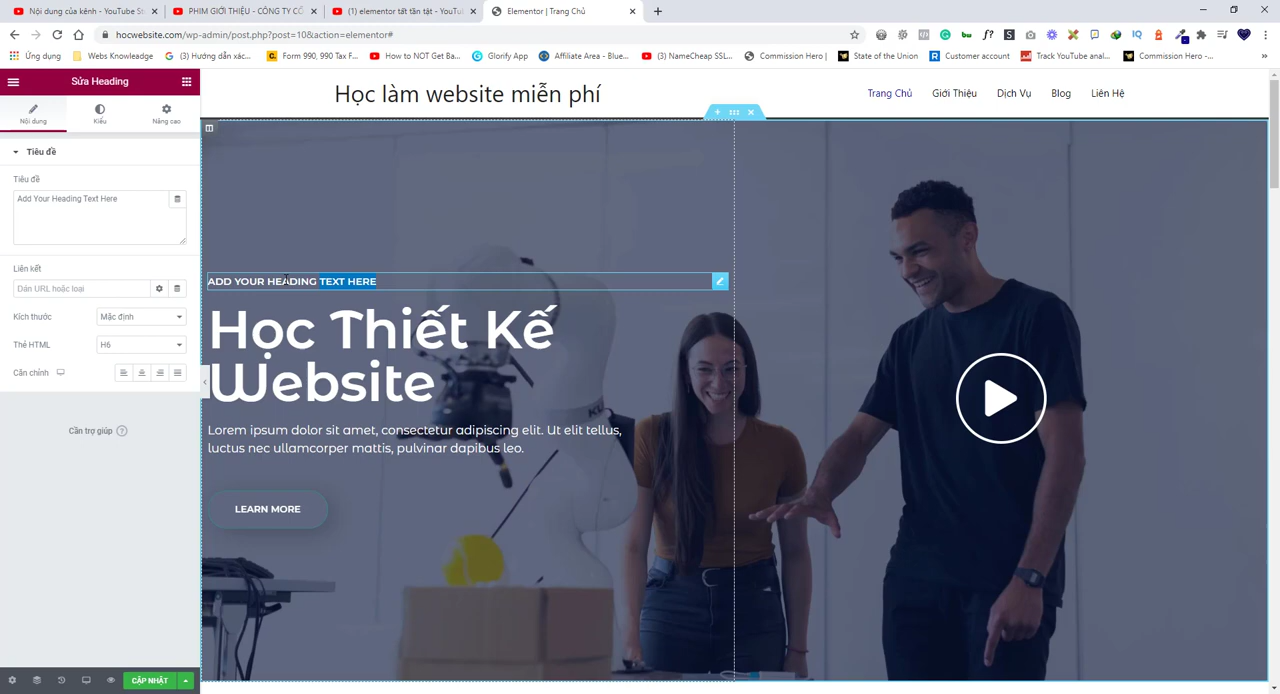 Nội dung của kênh - YouTube S
PHIM GIỚI THIỆU - CÔNG TY CỔ
(1) elementor tất tần tật - YouTu
Elementor | Trang Chủ
hocwebsite.com/wp-admin/post.php?post=10&action=elementor#
Ứng dụng
Webs Knowleadge
(3) Hướng dẫn xác...
Form 990, 990 Tax F...
How to NOT Get Ba...
Glorify App
Affiliate Area - Blue...
(3) NameCheap SSL...
Commission Hero |
State of the Union
Customer account
Track YouTube anal...
Commission Hero -...
Sửa Heading
Nội dung
Kiểu
Nâng cao
Tiêu đề
Tiêu đề
Add Your Heading Text Here
Liên kết
Dán URL hoặc loại
Kích thước
Mặc định
Thẻ HTML
H6
Căn chỉnh
Cần trợ giúp
CẬP NHẬT
Học làm website miễn phí
Trang Chủ
Giới Thiệu
Dịch Vụ
Blog
Liên Hệ
ADD YOUR HEADING TEXT HERE
Học Thiết Kế
Website
Lorem ipsum dolor sit amet, consectetur adipiscing elit. Ut elit tellus,
luctus nec ullamcorper mattis, pulvinar dapibus leo.
LEARN MORE